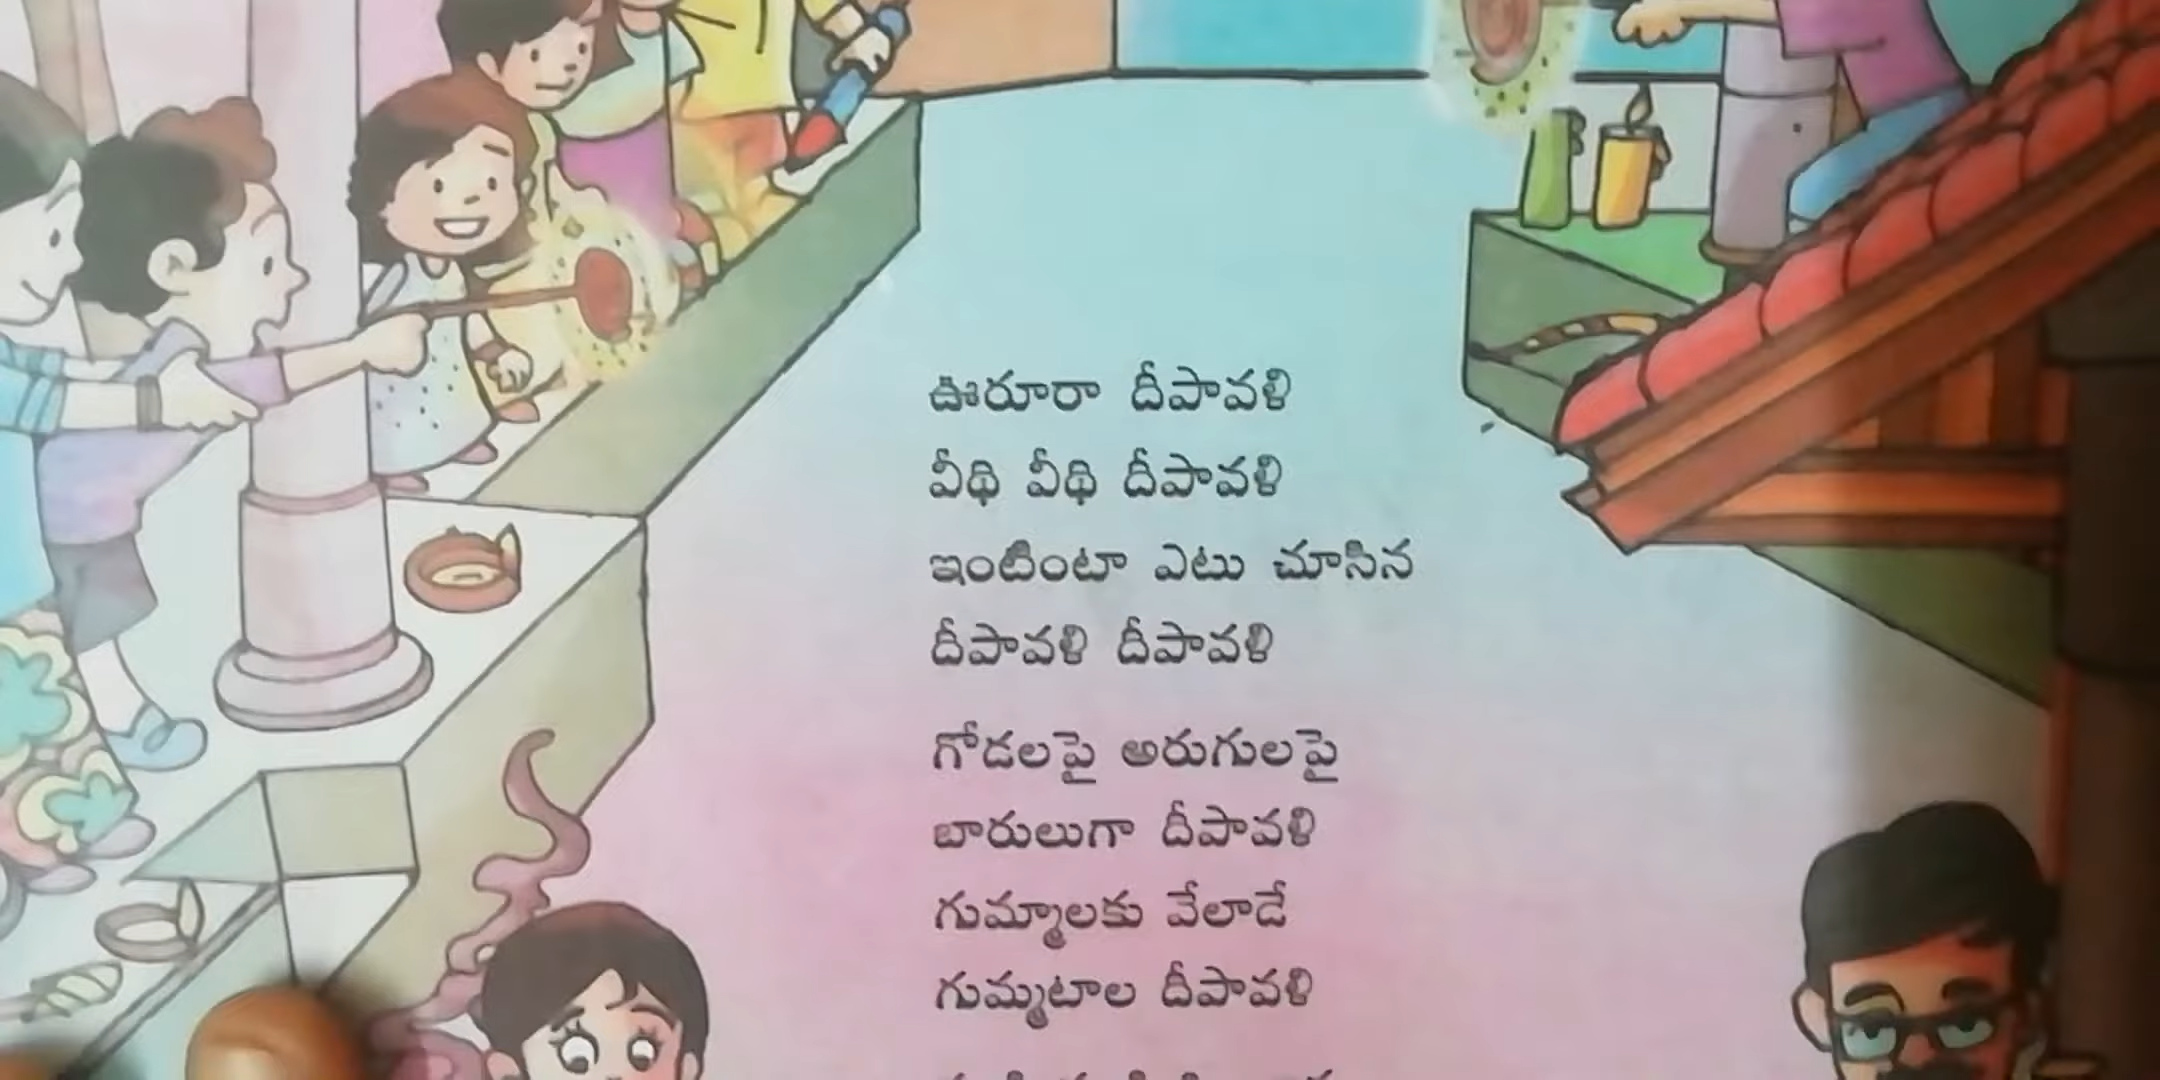 ఊరూరా దీపావళి
వీథి వీథి దీపావళి
ఇంటింటా ఎటు చూసిన
దీపావళి దీపావళి
గోడలపై అరుగులపై
బారులుగా దీపావళి
గుమ్మాలకు వేలాడే
గుమ్మటాల దీపావళి